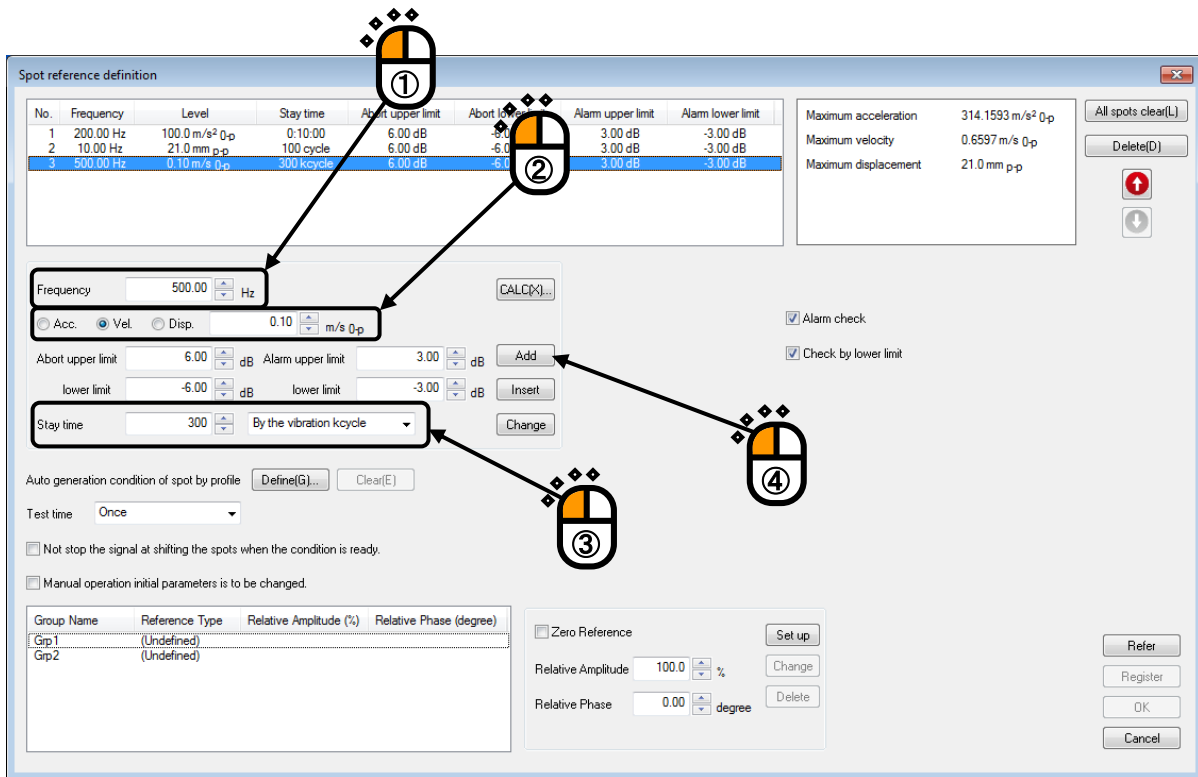 ①
Spot reference definition
No. Frequency Level Stay time Abort upper limit Abort lower limit Alarm upper limit Alarm lower limit
1 200.00 Hz 100.0 m/s² 0-p 0:10:00 6.00 dB -6.0 3.00 dB -3.00 dB
2 10.00 Hz 21.0 mm p-p 100 cycle 6.00 dB -6.0 3.00 dB -3.00 dB
3 500.00 Hz 0.10 m/s 0-p 300 kcycle 6.00 dB -6.0 3.00 dB -3.00 dB
②
Maximum acceleration 314.1593 m/s² 0-p
Maximum velocity 0.6597 m/s 0-p
Maximum displacement 21.0 mm p-p
All spots clear(L)
Delete(D)
Frequency 500.00 Hz CALC(X)...
Acc. Vel. Disp. 0.10 m/s 0-p
Abort upper limit 6.00 dB Alarm upper limit 3.00 dB Add
lower limit -6.00 dB lower limit -3.00 dB Insert
Stay time 300 By the vibration kcycle Change
Alarm check
Check by lower limit
④
③
Auto generation condition of spot by profile Define(G)... Clear(E)
Test time Once
Not stop the signal at shifting the spots when the condition is ready.
Manual operation initial parameters is to be changed.
Group Name Reference Type Relative Amplitude (%) Relative Phase (degree)
Grp1 (Undefined)
Grp2 (Undefined)
Zero Reference Set up
Relative Amplitude 100.0 % Change
Relative Phase 0.00 degree Delete
Refer
Register
OK
Cancel